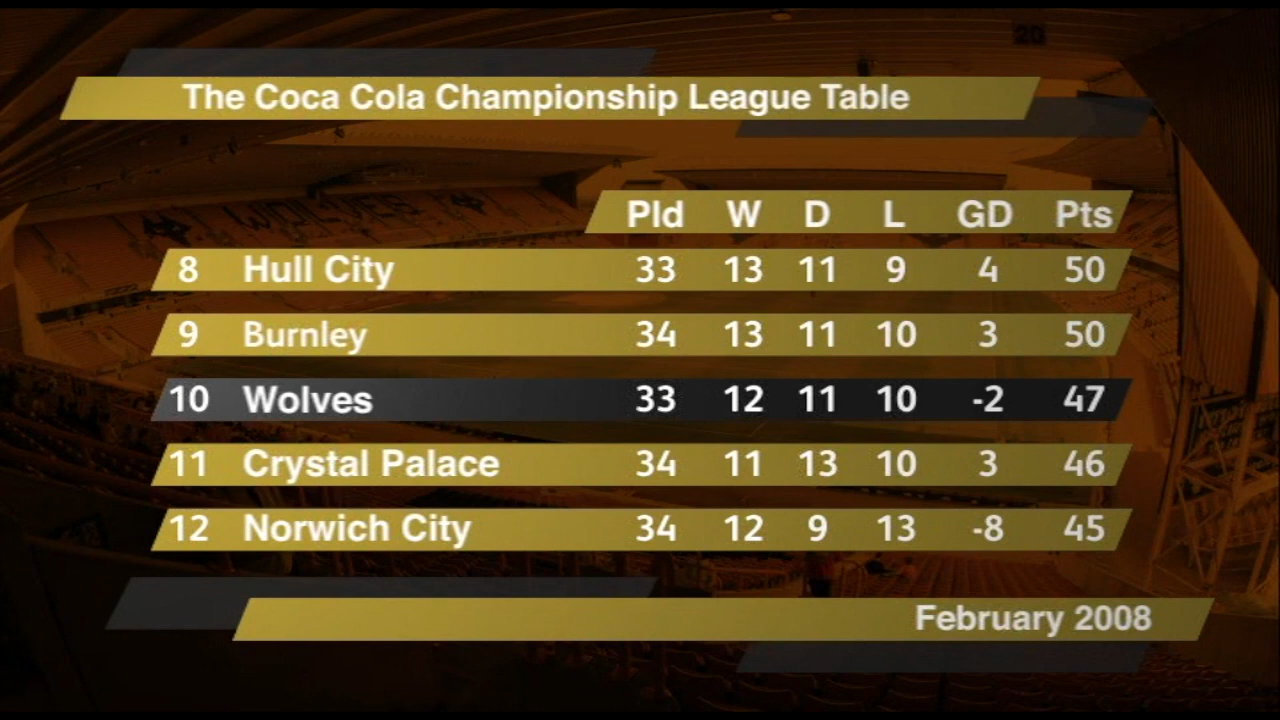 The Coca Cola Championship League Table
Pld W D L GD Pts
8 Hull City 33 13 11 9 4 50
9 Burnley 34 13 11 10 3 50
10 Wolves 33 12 11 10 -2 47
11 Crystal Palace 34 11 13 10 3 46
12 Norwich City 34 12 9 13 -8 45
February 2008
WOLVES
20